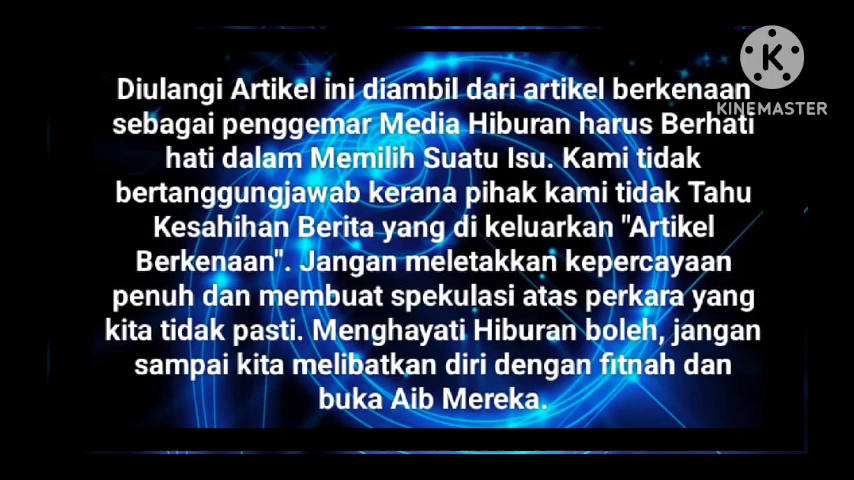 KINEMASTER
Diulangi Artikel ini diambil dari artikel berkenaan
sebagai penggemar Media Hiburan harus Berhati
hati dalam Memilih Suatu Isu. Kami tidak
bertanggungjawab kerana pihak kami tidak Tahu
Kesahihan Berita yang di keluarkan "Artikel
Berkenaan". Jangan meletakkan kepercayaan
penuh dan membuat spekulasi atas perkara yang
kita tidak pasti. Menghayati Hiburan boleh, jangan
sampai kita melibatkan diri dengan fitnah dan
buka Aib Mereka.